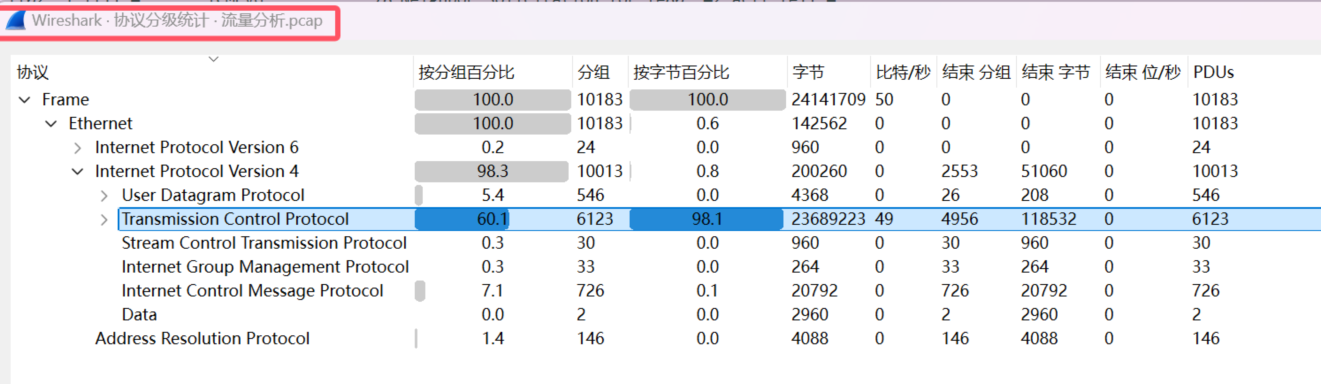 Wireshark · 协议分级统计 · 流量分析.pcap
协议 按分组百分比 分组 按字节百分比 字节 比特/秒 结束 分组 结束 字节 结束 位/秒 PDUs
Frame 100.0 10183 100.0 24141709 50 0 0 0 10183
Ethernet 100.0 10183 0.6 142562 0 0 0 0 10183
Internet Protocol Version 6 0.2 24 0.0 960 0 0 0 0 24
Internet Protocol Version 4 98.3 10013 0.8 200260 0 2553 51060 0 10013
User Datagram Protocol 5.4 546 0.0 4368 0 26 208 0 546
Transmission Control Protocol 60.1 6123 98.1 23689223 49 4956 118532 0 6123
Stream Control Transmission Protocol 0.3 30 0.0 960 0 30 960 0 30
Internet Group Management Protocol 0.3 33 0.0 264 0 33 264 0 33
Internet Control Message Protocol 7.1 726 0.1 20792 0 726 20792 0 726
Data 0.0 2 0.0 2960 0 2 2960 0 2
Address Resolution Protocol 1.4 146 0.0 4088 0 146 4088 0 146